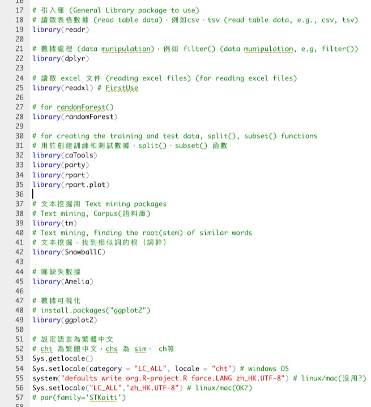 17 # 引入庫 (General Library package to use)
18 # 讀取表格數據 (read table data)，例如csv、tsv (read table data, e.g., csv, tsv)
19 library(readr)
20
21 # 數據處理 (data munipulation)，例如 filter() (data munipulation, e.g, filter())
22 library(dplyr)
23
24 # 讀取 excel 文件 (reading excel files) (for reading excel files)
25 library(readxl) # FirstUse
26
27 # for randomForest()
28 library(randomForest)
29
30 # for creating the training and test data, split(), subset() functions
31 # 用於創建訓練和測試數據、split()、subset() 函數
32 library(caTools)
33 library(party)
34 library(rpart)
35 library(rpart.plot)
36
37 # 文本挖掘用 Text mining packages
38 # Text mining, Corpus(語料庫)
39 library(tm)
40 # Text mining, finding the root(stem) of similar words
41 # 文本挖掘，找到相似詞的根 (詞幹)
42 library(SnowballC)
43
44 # 缺失數據
45 library(Amelia)
46
47 # 數據可視化
48 # install.packages("ggplot2")
49 library(ggplot2)
50
51 # 設定語言為繁體中文
52 # cht 為繁體中文，chs 為 sim， ch等
53 Sys.getlocale()
54 Sys.setlocale(category = "LC_ALL", locale = "cht") # windows OS
55 system("defaults write org.R-project.R force.LANG zh_HK.UTF-8") # linux/mac(沒用?)
56 Sys.setlocale("LC_ALL","zh_HK.UTF-8") # linux/mac(OK?)
57 # par(family='STKaiti')